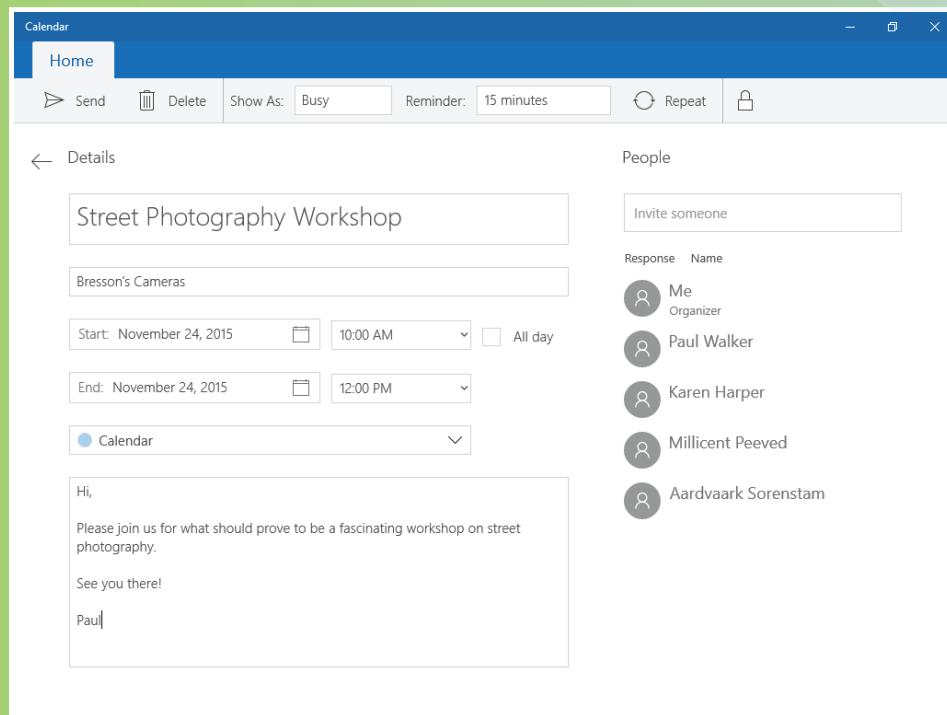 Calendar
Home
Send Delete Show As: Busy Reminder: 15 minutes Repeat
Details
Street Photography Workshop
Bresson's Cameras
Start: November 24, 2015 10:00 AM All day
End: November 24, 2015 12:00 PM
Calendar
Hi,
Please join us for what should prove to be a fascinating workshop on street
photography.
See you there!
Paul
People
Invite someone
Response Name
Me
Organizer
Paul Walker
Karen Harper
Millicent Peeved
Aardvaark Sorenstam